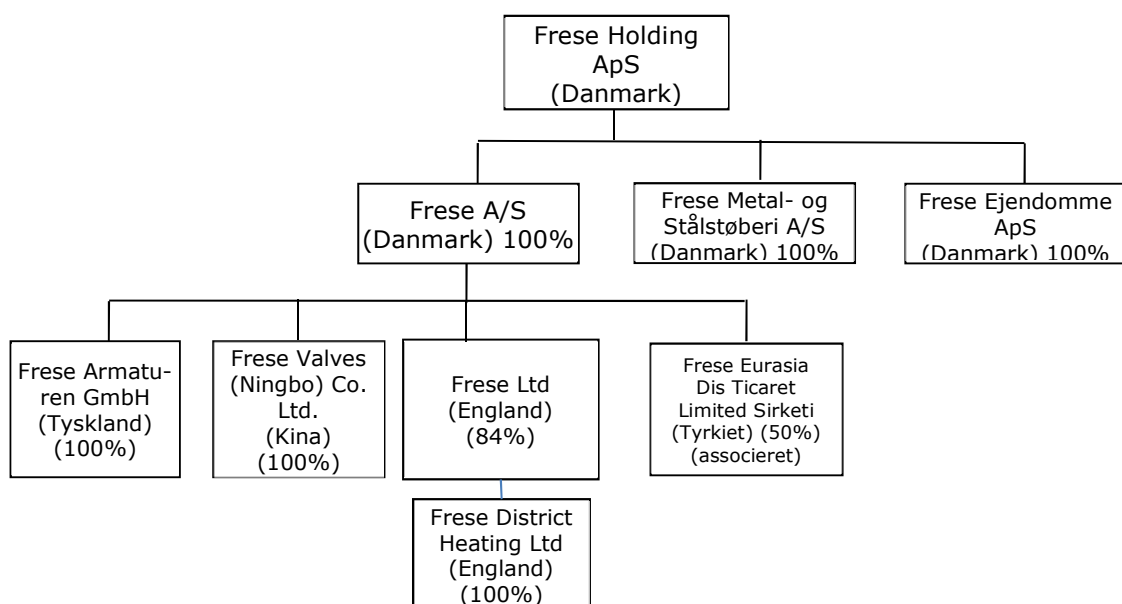 Frese Holding
ApS
(Danmark)
Frese A/S
(Danmark) 100%
Frese Metal- og
Stålstøberi A/S
(Danmark) 100%
Frese Ejendomme
ApS
(Danmark) 100%
Frese Armatu-
ren GmbH
(Tyskland)
(100%)
Frese Valves
(Ningbo) Co.
Ltd.
(Kina)
(100%)
Frese Ltd
(England)
(84%)
Frese Eurasia
Dis Ticaret
Limited Sirketi
(Tyrkiet) (50%)
(associeret)
Frese District
Heating Ltd
(England)
(100%)